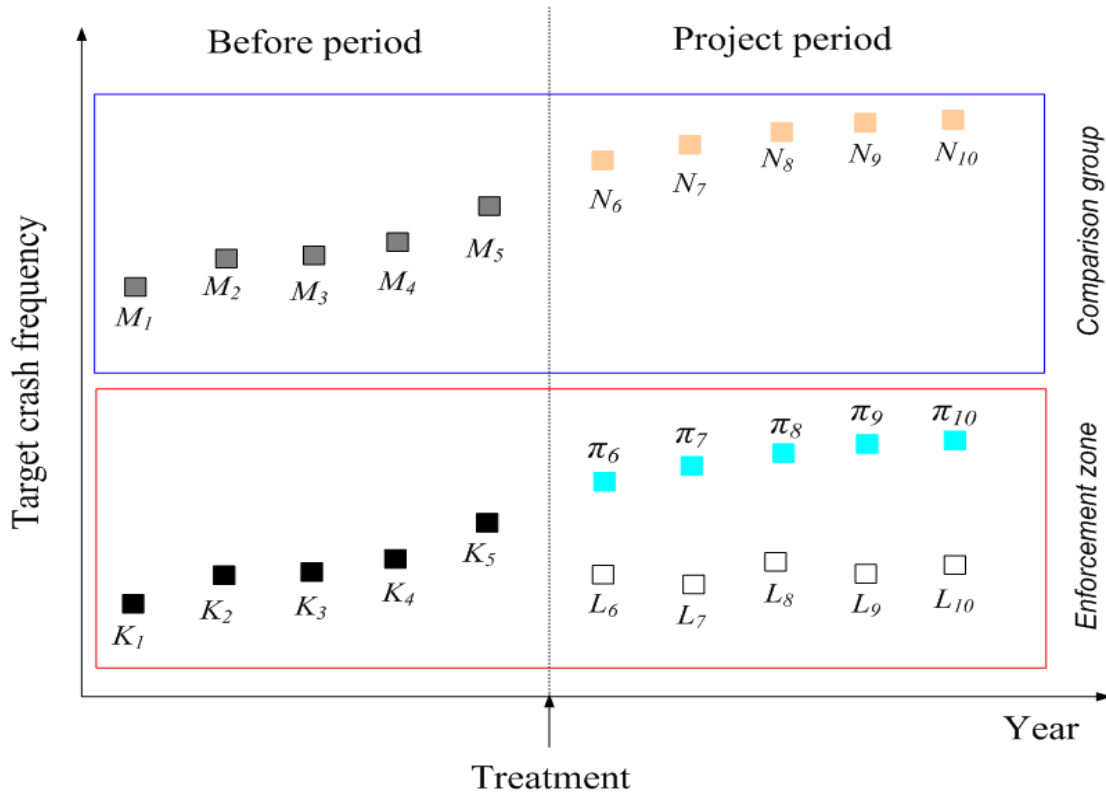 Before period
Project period
Target crash frequency
Comparison group
Enforcement zone
M₁
M₂
M₃
M₄
M₅
N₆
N₇
N₈
N₉
N₁₀
π₆
π₇
π₈
π₉
π₁₀
K₁
K₂
K₃
K₄
K₅
L₆
L₇
L₈
L₉
L₁₀
Year
Treatment